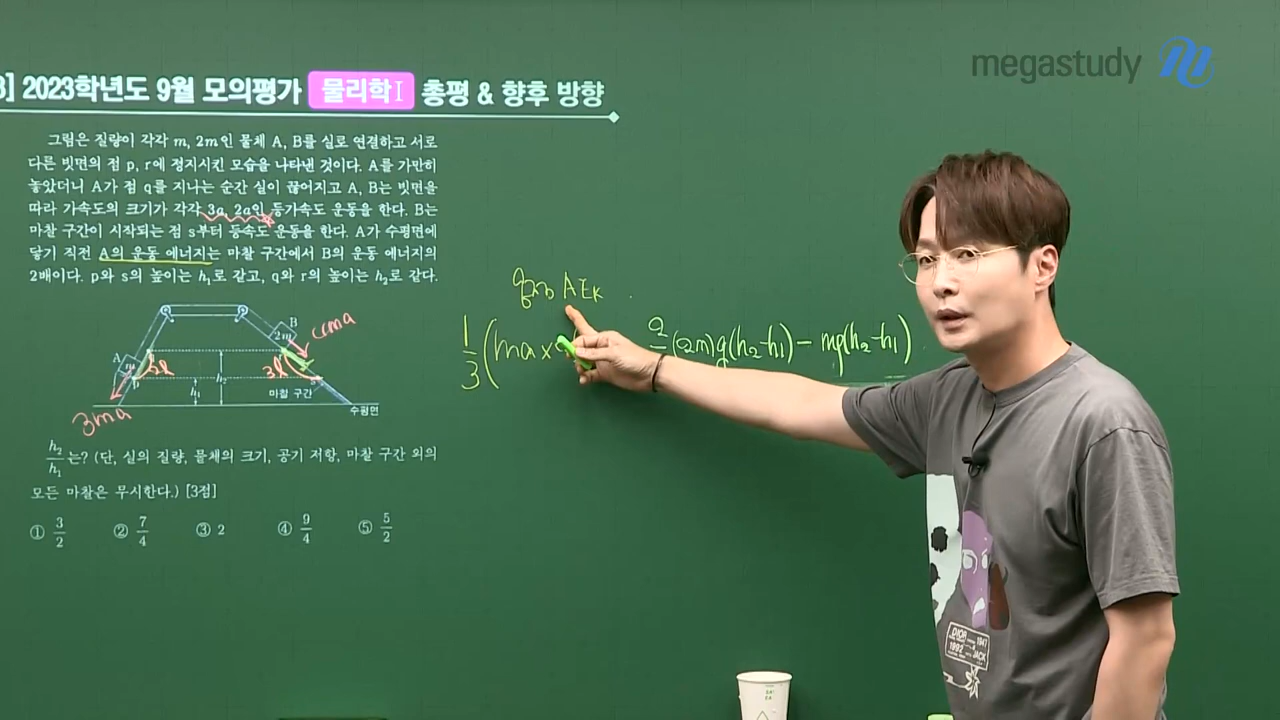 megastudy
] 2023학년도 9월 모의평가 물리학I 총평 & 향후 방향
그림은 질량이 각각 m, 2m인 물체 A, B를 실로 연결하고 서로
다른 빗면의 점 p, r에 정지시킨 모습을 나타낸 것이다. A를 가만히
놓았더니 A가 점 q를 지나는 순간 실이 끊어지고 A, B는 빗면을
따라 가속도의 크기가 각각 3a, 2a인 등가속도 운동을 한다. B는
마찰 구간이 시작되는 점 s부터 등속도 운동을 한다. A가 수평면에
닿기 직전 A의 운동 에너지는 마찰 구간에서 B의 운동 에너지의
2배이다. p와 s의 높이는 h₁로 같고, q와 r의 높이는 h₂로 같다.
A
m
3l
3ma
B
2m
3l
h₂
h₁
마찰 구간
수평면
h₂/h₁는? (단, 실의 질량, 물체의 크기, 공기 저항, 마찰 구간 외의
모든 마찰은 무시한다.) [3점]
① 3/2 ② 7/4 ③ 2 ④ 9/4 ⑤ 5/2
A Eₖ
1/3 (ma×
(2m)g(h₂-h₁) - mg(h₂-h₁)
DIOR
1947
1992
JACK